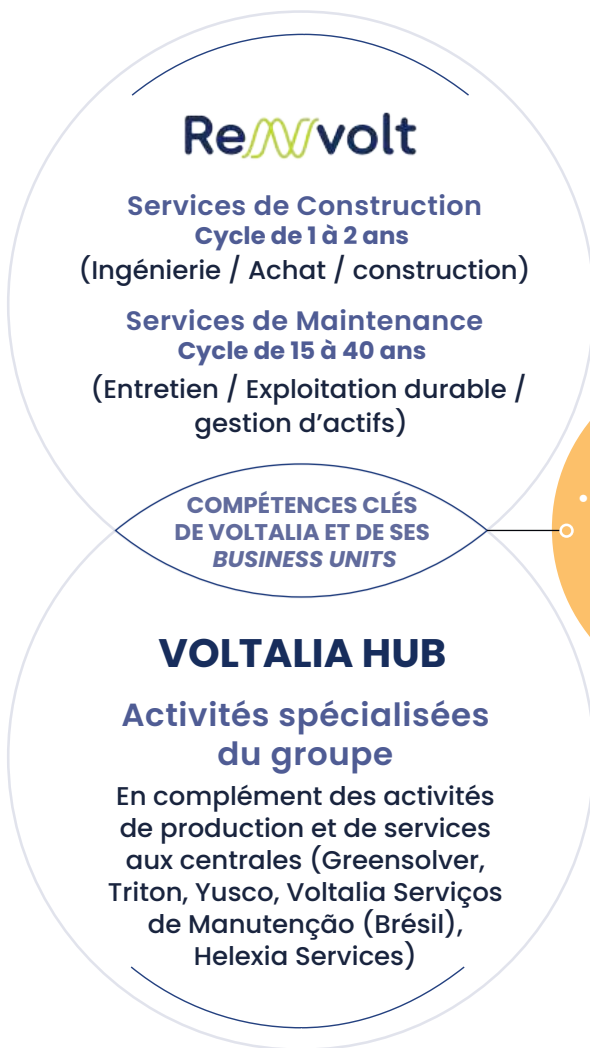 Renvolt
Services de Construction
Cycle de 1 à 2 ans
(Ingénierie / Achat / construction)
Services de Maintenance
Cycle de 15 à 40 ans
(Entretien / Exploitation durable /
gestion d’actifs)
COMPÉTENCES CLÉS
DE VOLTALIA ET DE SES
BUSINESS UNITS
VOLTALIA HUB
Activités spécialisées
du groupe
En complément des activités
de production et de services
aux centrales (Greensolver,
Triton, Yusco, Voltalia Serviços
de Manutenção (Brésil),
Helexia Services)